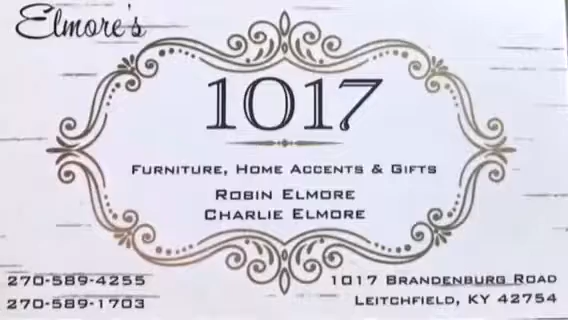 Elmore's
1017
Furniture, Home Accents & Gifts
Robin Elmore
Charlie Elmore
270-589-4255
270-589-1703
1017 Brandenburg Road
Leitchfield, KY 42754